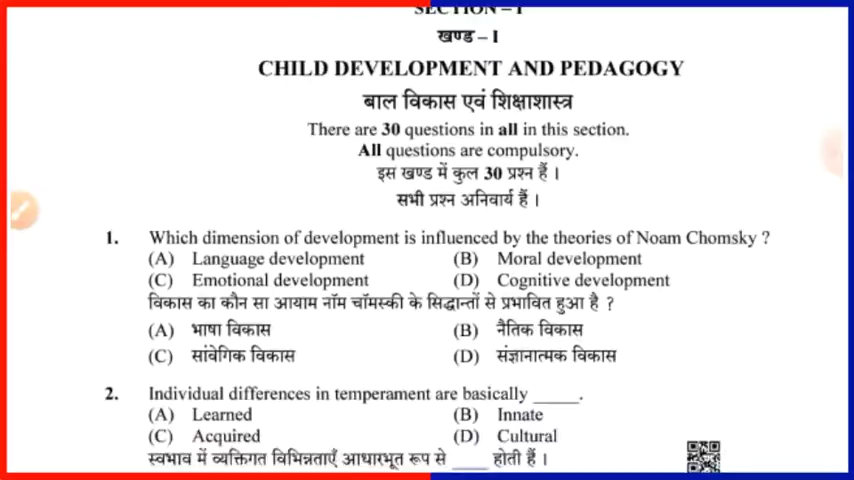 SECTION – I
खण्ड – I
CHILD DEVELOPMENT AND PEDAGOGY
बाल विकास एवं शिक्षाशास्त्र
There are 30 questions in all in this section.
All questions are compulsory.
इस खण्ड में कुल 30 प्रश्न हैं ।
सभी प्रश्न अनिवार्य हैं ।
1. Which dimension of development is influenced by the theories of Noam Chomsky ?
(A) Language development (B) Moral development
(C) Emotional development (D) Cognitive development
विकास का कौन सा आयाम नॉम चॉमस्की के सिद्धान्तों से प्रभावित हुआ है ?
(A) भाषा विकास (B) नैतिक विकास
(C) सांवेगिक विकास (D) संज्ञानात्मक विकास
2. Individual differences in temperament are basically _____.
(A) Learned (B) Innate
(C) Acquired (D) Cultural
स्वभाव में व्यक्तिगत विभिन्नताएँ आधारभूत रूप से ____ होती हैं ।